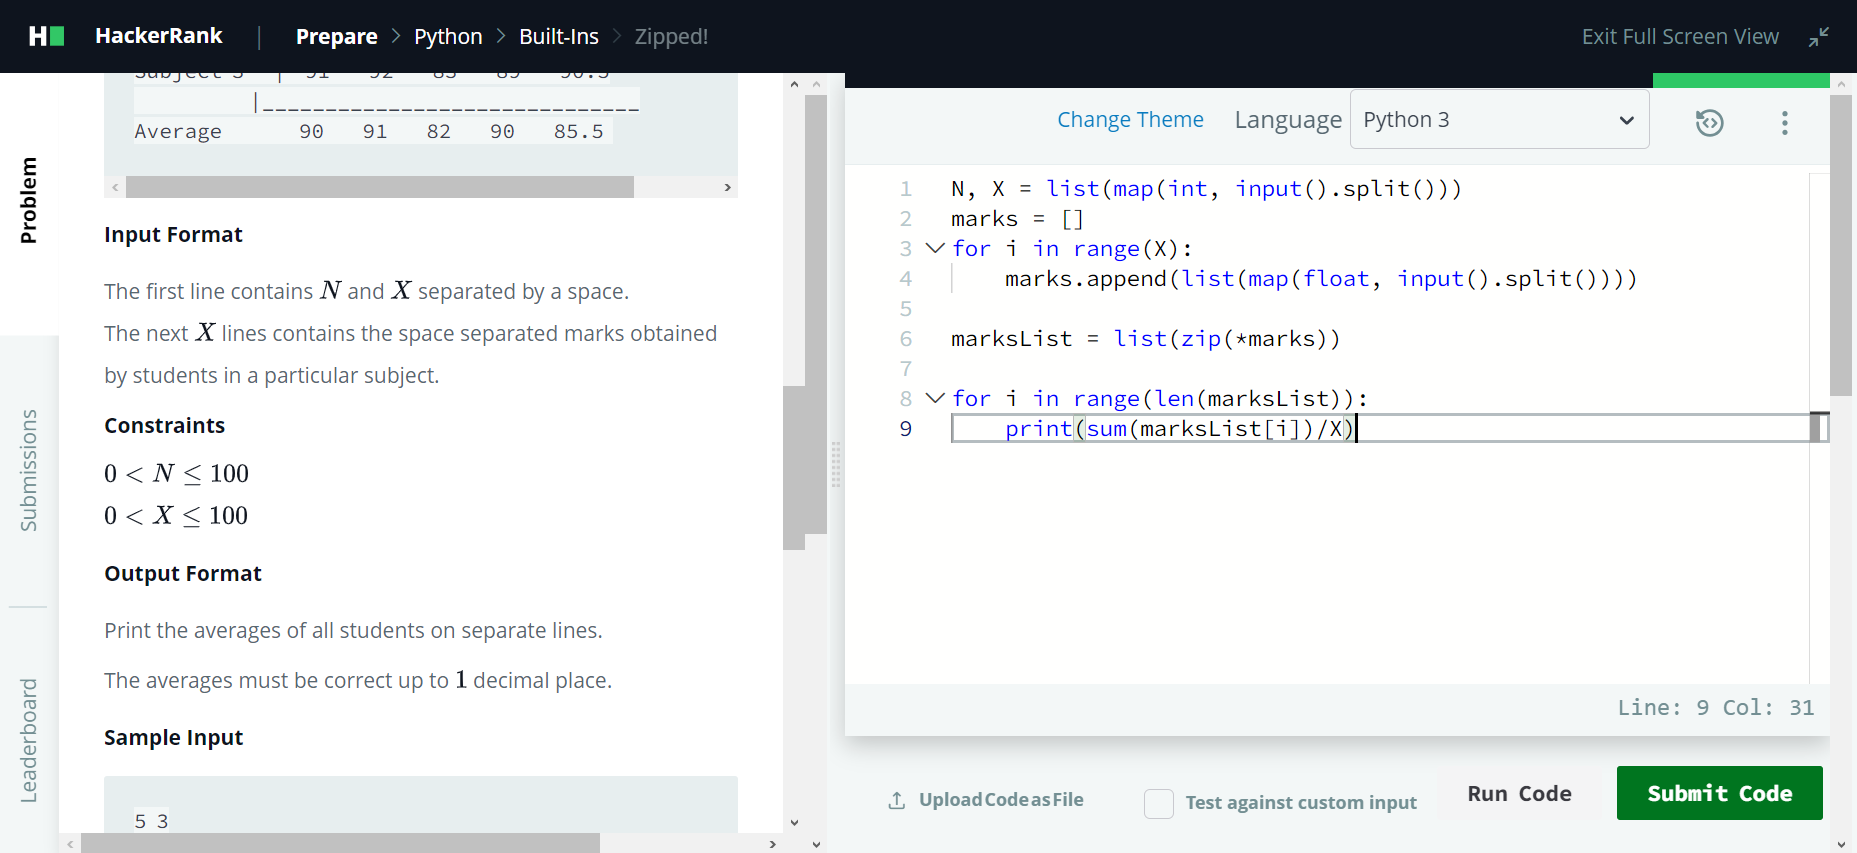 H HackerRank | Prepare > Python > Built-Ins > Zipped! Exit Full Screen View
Problem
Submissions
Leaderboard
Subject 3 | 91 92 83 89 90.5
|______________________________
Average 90 91 82 90 85.5
Input Format
The first line contains N and X separated by a space.
The next X lines contains the space separated marks obtained
by students in a particular subject.
Constraints
0 < N ≤ 100
0 < X ≤ 100
Output Format
Print the averages of all students on separate lines.
The averages must be correct up to 1 decimal place.
Sample Input
5 3
Change Theme Language Python 3
1 N, X = list(map(int, input().split()))
2 marks = []
3 for i in range(X):
4 marks.append(list(map(float, input().split())))
5
6 marksList = list(zip(*marks))
7
8 for i in range(len(marksList)):
9 print(sum(marksList[i])/X)
Line: 9 Col: 31
Upload Code as File Test against custom input Run Code Submit Code